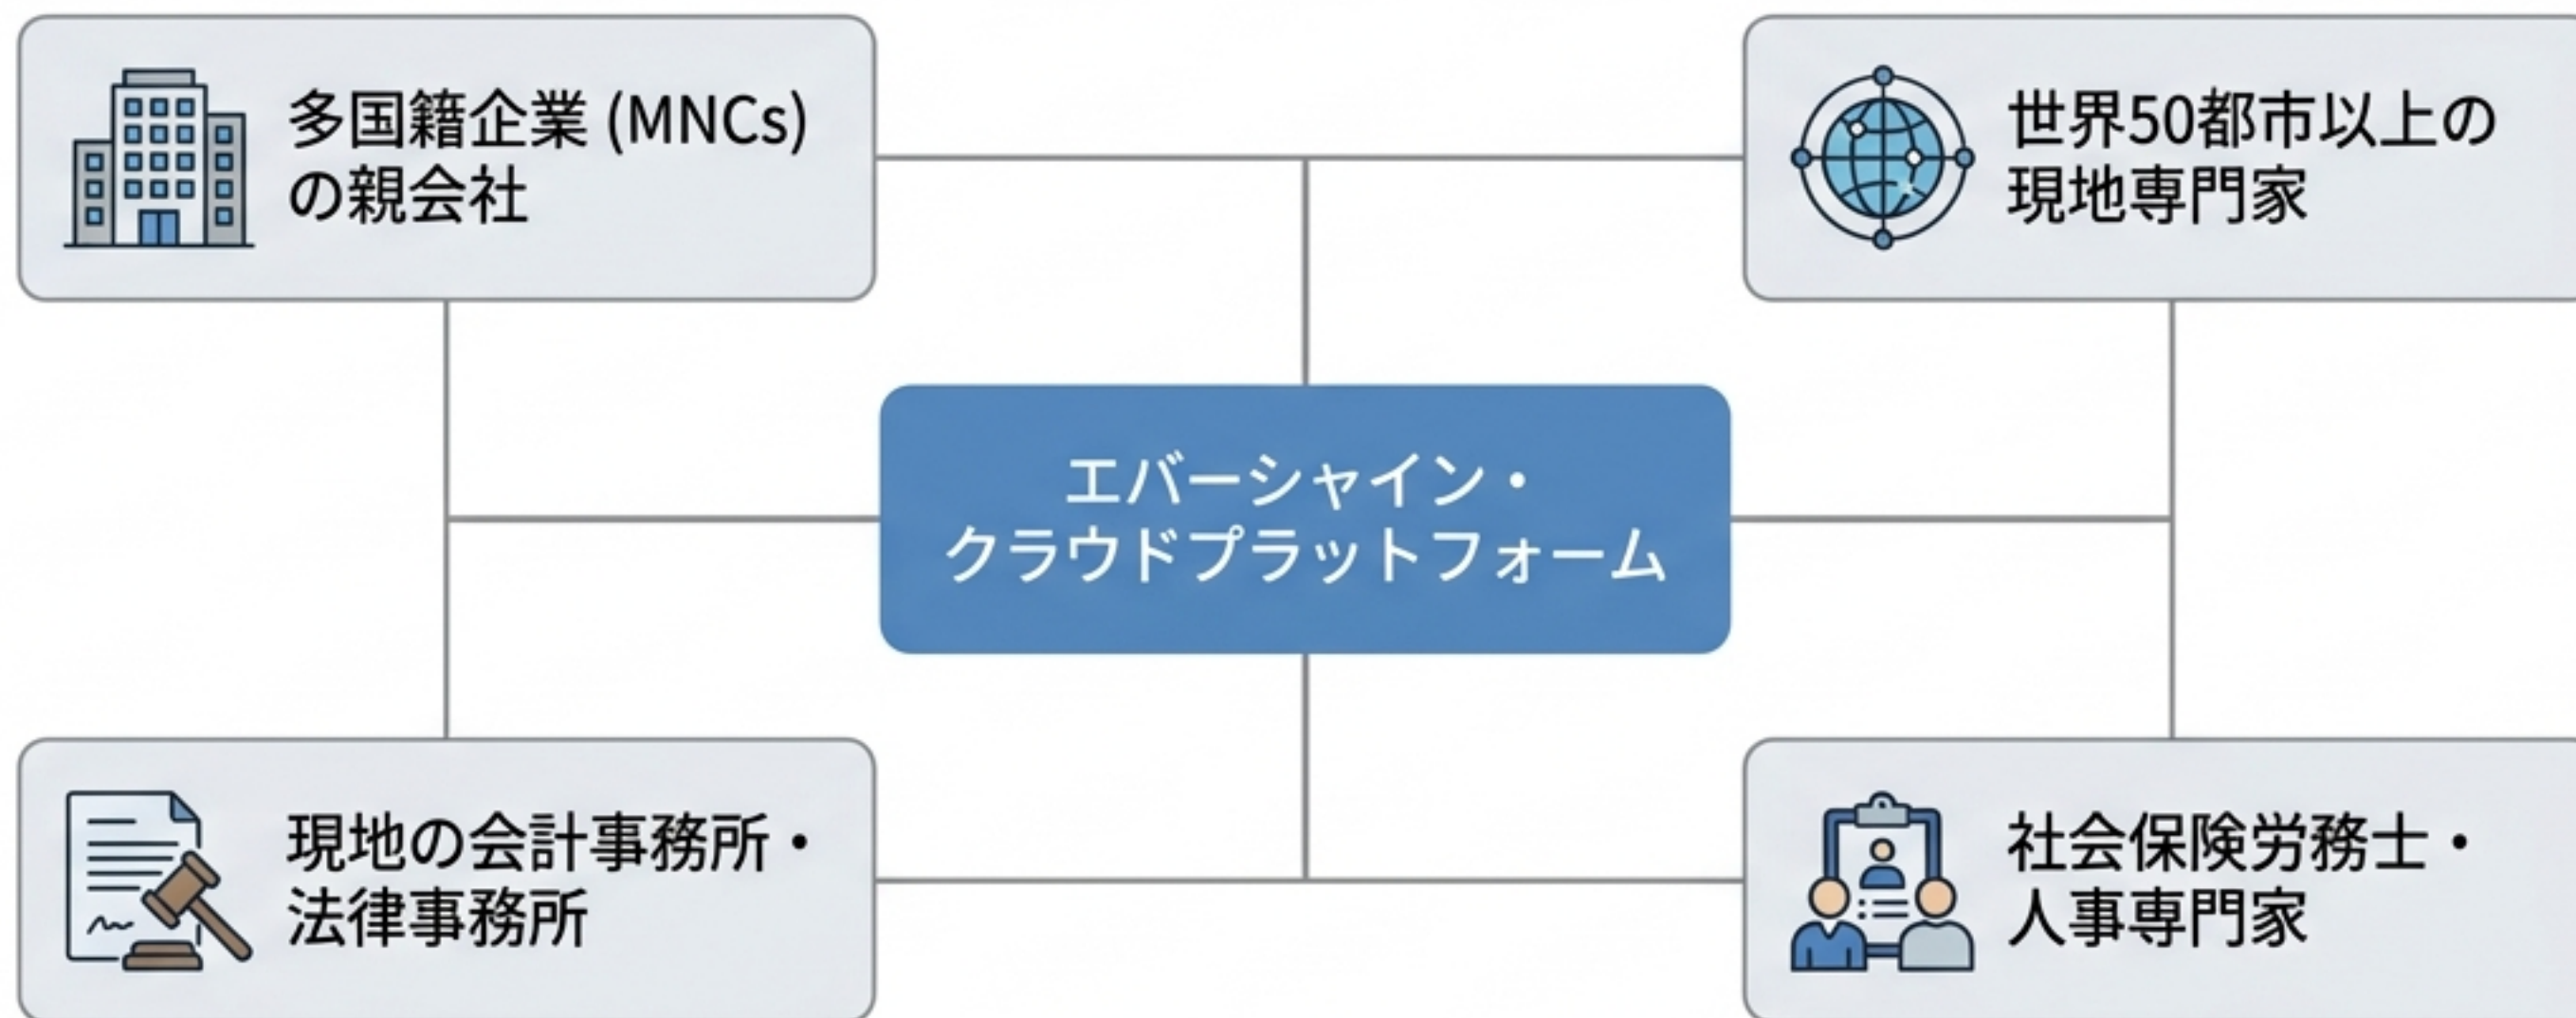 多国籍企業 (MNCs)
の親会社
世界50都市以上の
現地専門家
エバーシャイン・
クラウドプラットフォーム
現地の会計事務所・
法律事務所
社会保険労務士・
人事専門家